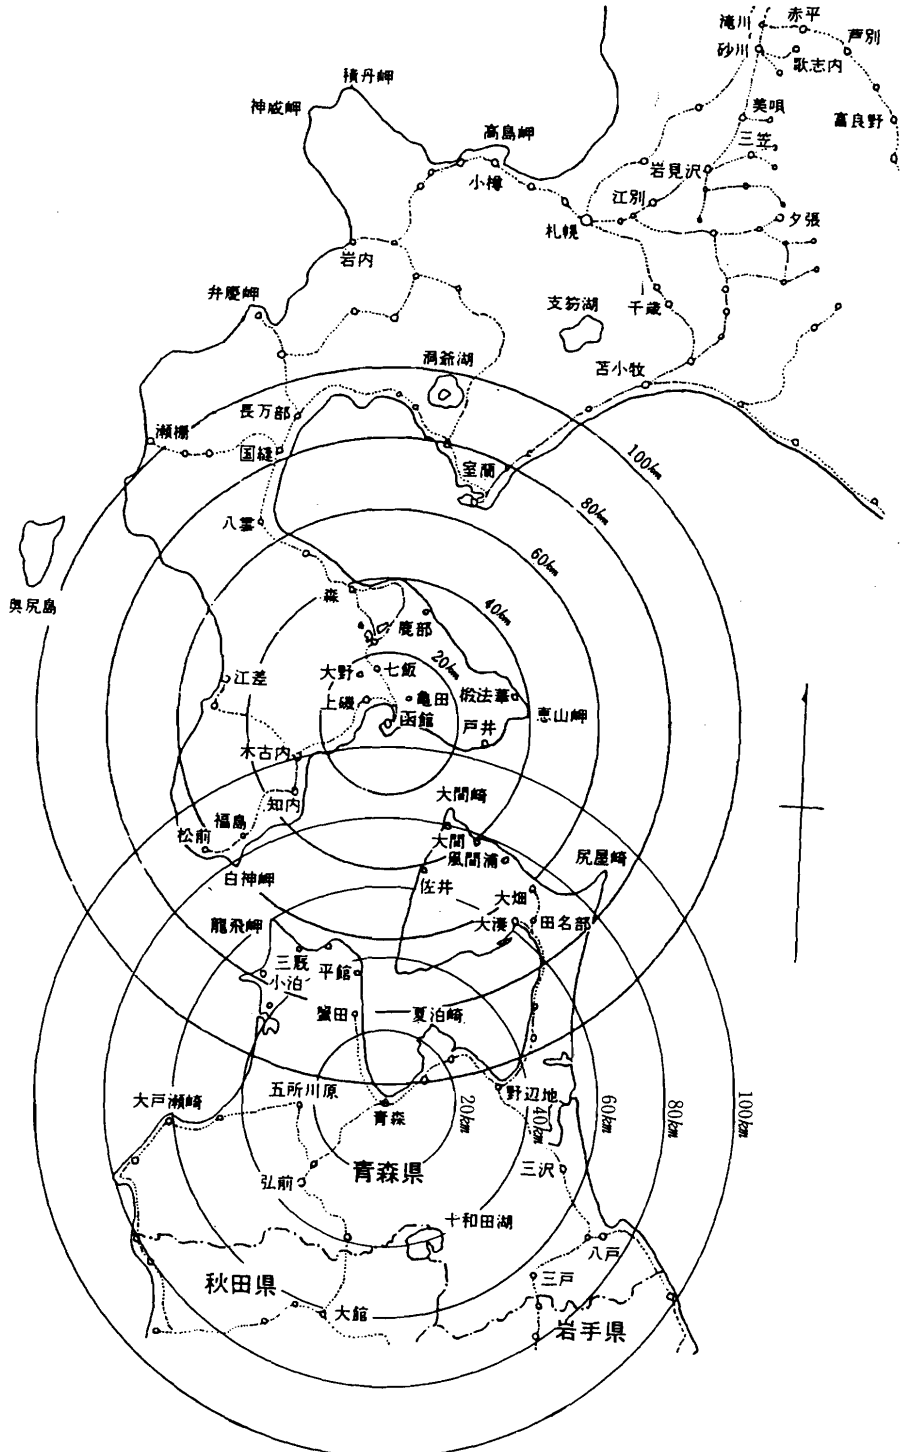 滝川
赤平
芦別
砂川
歌志内
積丹岬
神威岬
美唄
富良野
高島岬
三笠
小樽
岩見沢
江別
札幌
夕張
岩内
弁慶岬
支笏湖
千歳
洞爺湖
苫小牧
長万部
瀬棚
国縫
室蘭
100km
八雲
80km
60km
奥尻島
森
鹿部
40km
20km
大野
七飯
江差
上磯
亀田
函館
戸井
恵山岬
木古内
大間崎
知内
福島
松前
大間
風間浦
尻屋崎
白神岬
佐井
大畑
龍飛岬
大湊
田名部
三厩
平館
小泊
蟹田
夏泊崎
大戸瀬崎
五所川原
野辺地
青森
20km
40km
60km
80km
100km
青森県
三沢
弘前
十和田湖
八戸
秋田県
三戸
大館
岩手県